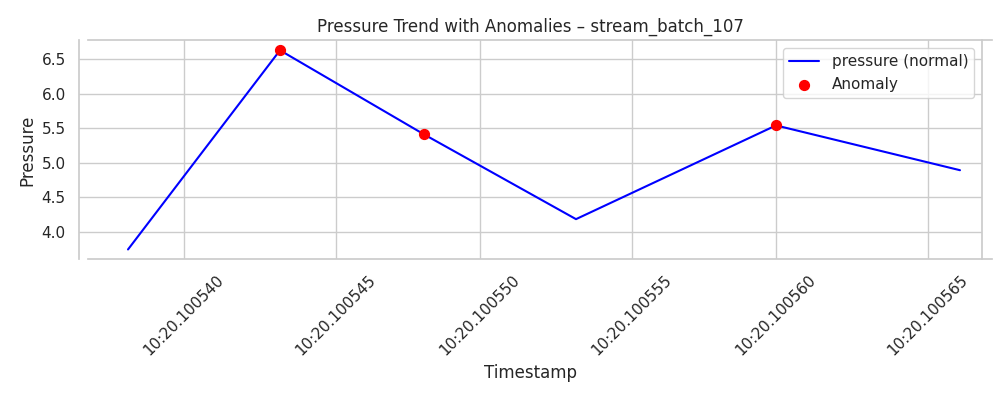 Pressure Trend with Anomalies – stream_batch_107
pressure (normal)
Anomaly
Pressure
6.5
6.0
5.5
5.0
4.5
4.0
10:20.100540
10:20.100545
10:20.100550
10:20.100555
10:20.100560
10:20.100565
Timestamp